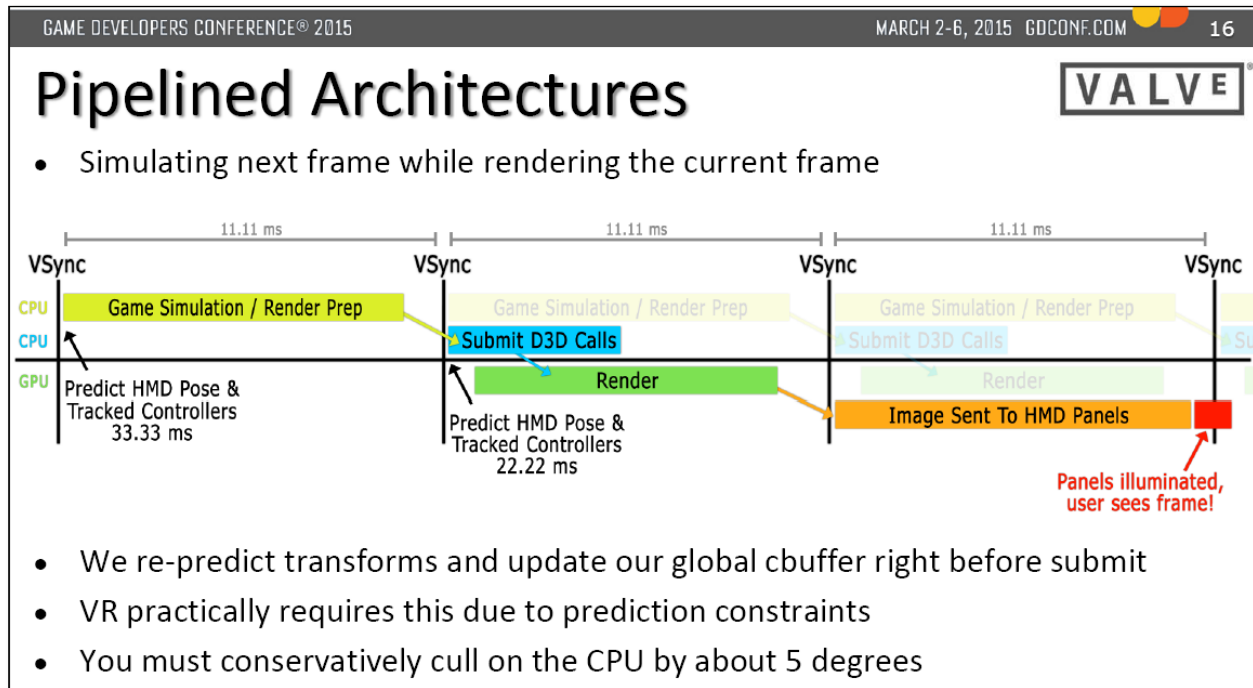 GAME DEVELOPERS CONFERENCE® 2015
MARCH 2-6, 2015 GDCONF.COM
16
Pipelined Architectures
VALVE®
• Simulating next frame while rendering the current frame
11.11 ms
11.11 ms
11.11 ms
VSync
VSync
VSync
VSync
CPU
Game Simulation / Render Prep
Game Simulation / Render Prep
Game Simulation / Render Prep
CPU
Submit D3D Calls
Submit D3D Calls
Su
GPU
Render
Render
Predict HMD Pose &
Tracked Controllers
33.33 ms
Image Sent To HMD Panels
Predict HMD Pose &
Tracked Controllers
22.22 ms
Panels illuminated,
user sees frame!
• We re-predict transforms and update our global cbuffer right before submit
• VR practically requires this due to prediction constraints
• You must conservatively cull on the CPU by about 5 degrees